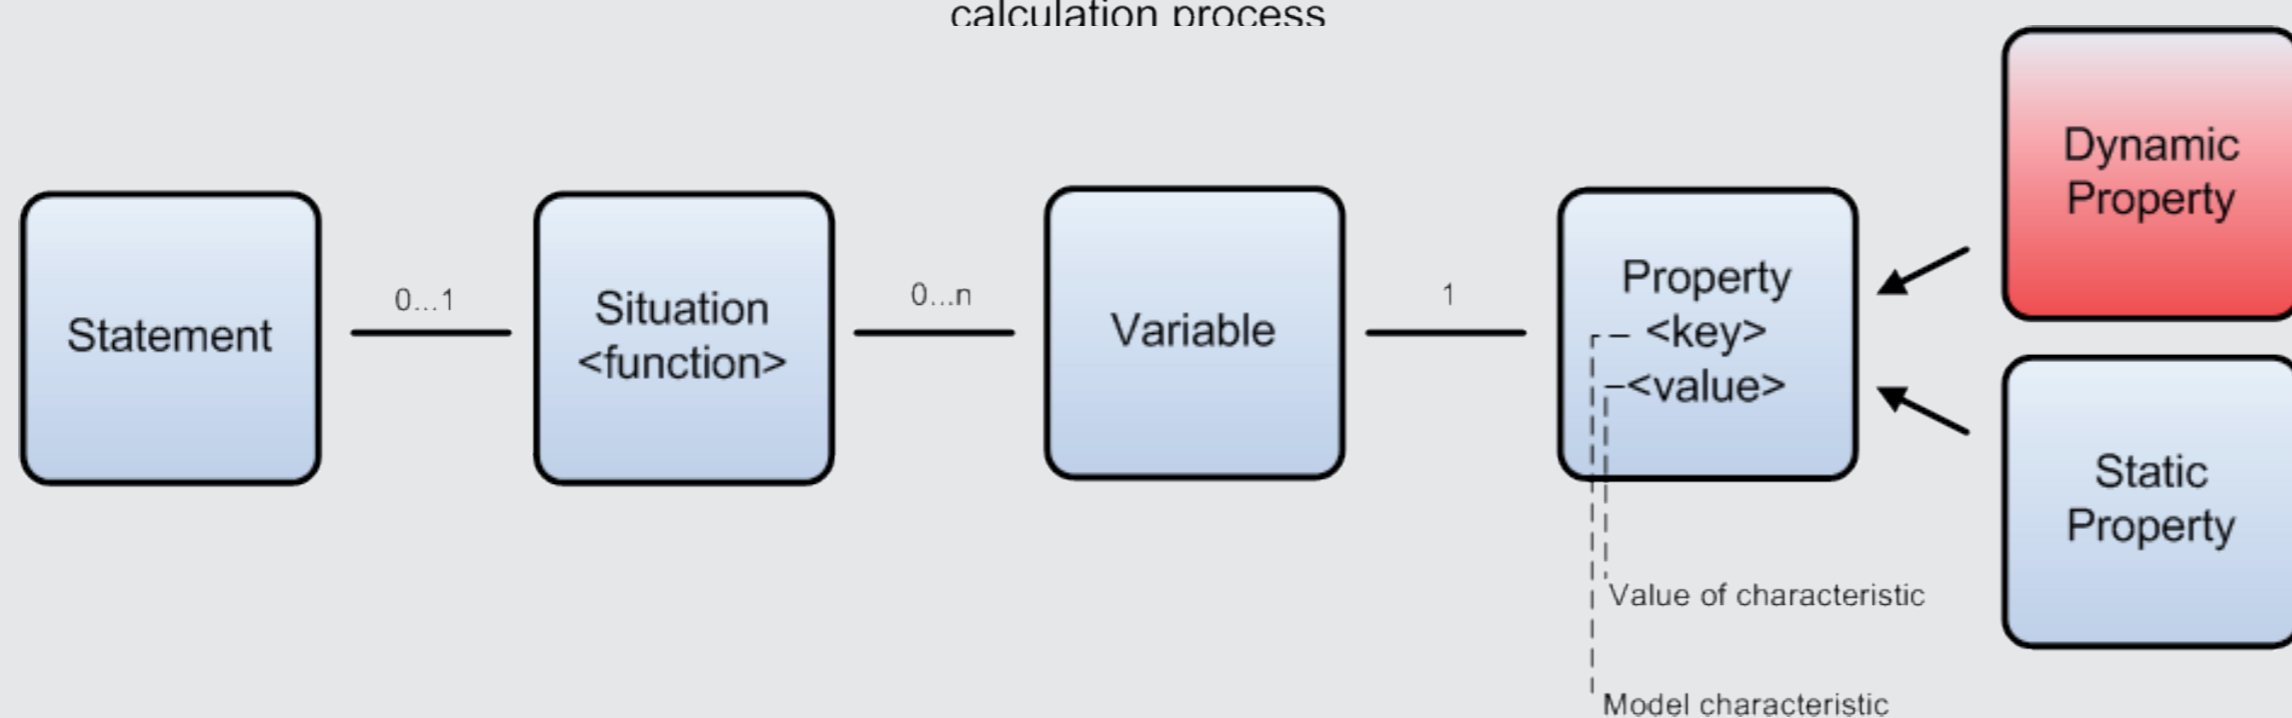 calculation process
Dynamic
Property
Statement
0...1
Situation
<function>
0...n
Variable
1
Property
<key>
<value>
Static
Property
Value of characteristic
Model characteristic